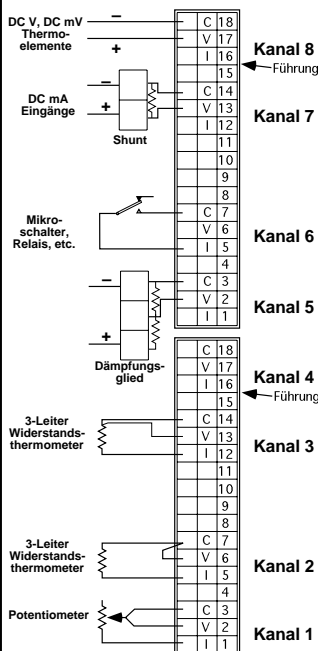 DC V, DC mV
Thermo-
elemente
–
+
C 18
V 17
I 16
15
Kanal 8
Führung
DC mA
Eingänge
–
+
Shunt
C 14
V 13
I 12
11
10
9
8
Kanal 7
Mikro-
schalter,
Relais, etc.
C 7
V 6
I 5
4
Kanal 6
–
+
Dämpfungs-
glied
C 3
V 2
I 1
Kanal 5
C 18
V 17
I 16
15
Kanal 4
Führung
3-Leiter
Widerstands-
thermometer
C 14
V 13
I 12
11
10
9
8
Kanal 3
3-Leiter
Widerstands-
thermometer
C 7
V 6
I 5
4
Kanal 2
Potentiometer
C 3
V 2
I 1
Kanal 1